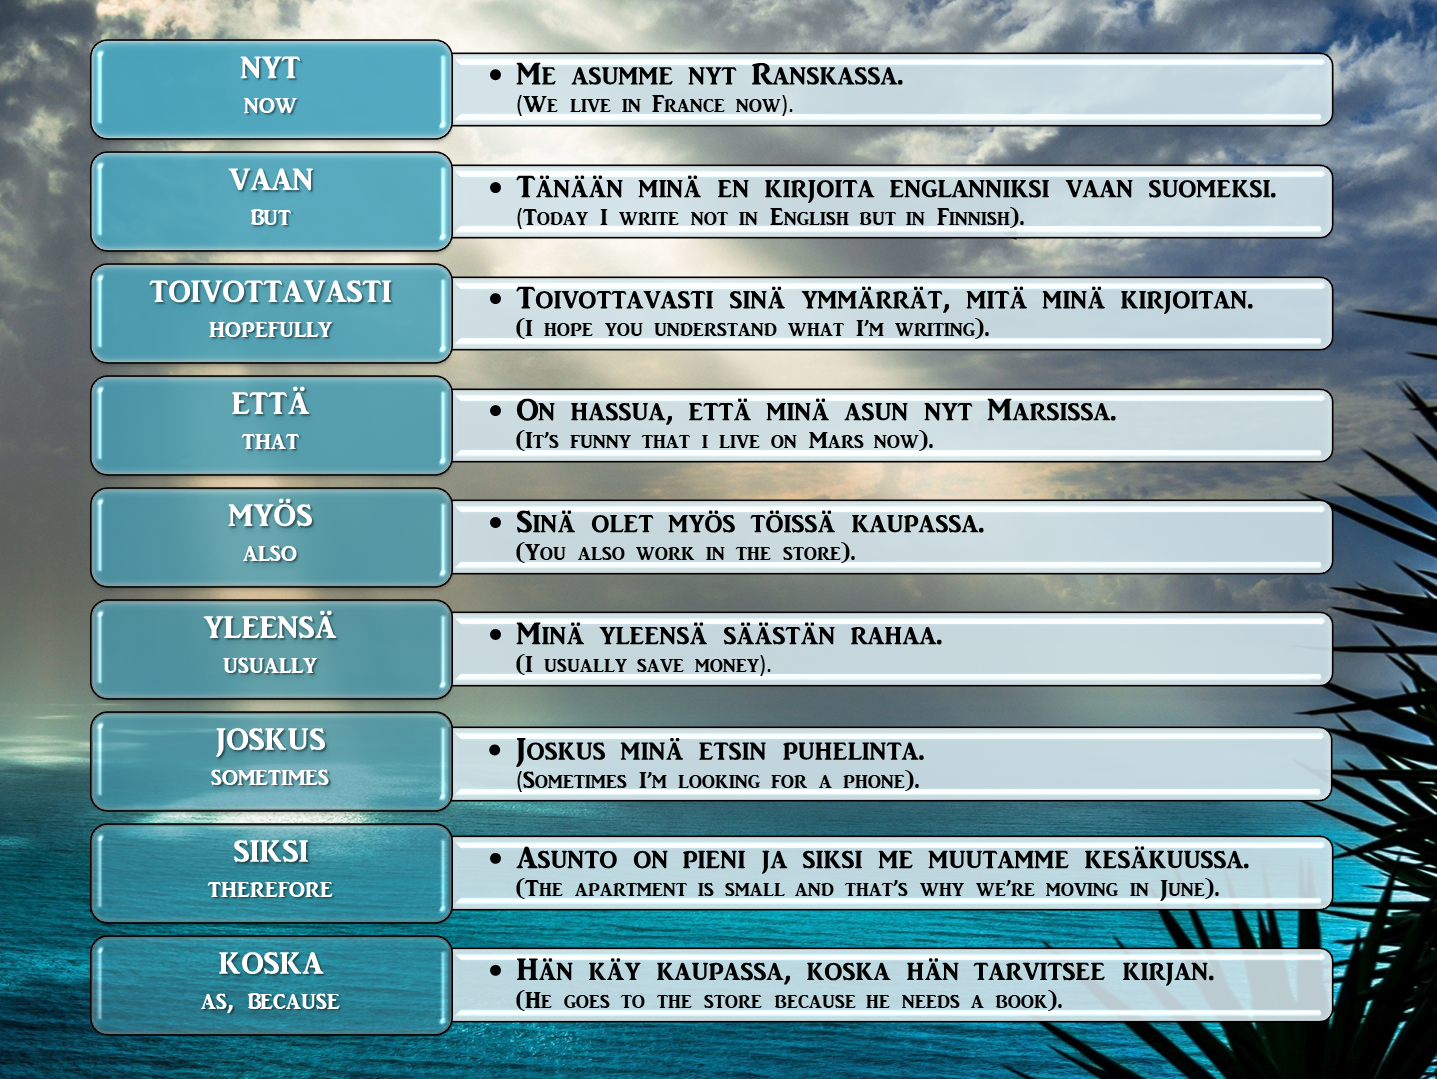 NYT
NOW
• ME ASUMME NYT RANSKASSA.
(WE LIVE IN FRANCE NOW).
VAAN
BUT
• TÄNÄÄN MINÄ EN KIRJOITA ENGLANNIKSI VAAN SUOMEKSI.
(TODAY I WRITE NOT IN ENGLISH BUT IN FINNISH).
TOIVOTTAVASTI
HOPEFULLY
• TOIVOTTAVASTI SINÄ YMMÄRRÄT, MITÄ MINÄ KIRJOITAN.
(I HOPE YOU UNDERSTAND WHAT I'M WRITING).
ETTÄ
THAT
• ON HASSUA, ETTÄ MINÄ ASUN NYT MARSISSA.
(IT'S FUNNY THAT I LIVE ON MARS NOW).
MYÖS
ALSO
• SINÄ OLET MYÖS TÖISSÄ KAUPASSA.
(YOU ALSO WORK IN THE STORE).
YLEENSÄ
USUALLY
• MINÄ YLEENSÄ SÄÄSTÄN RAHAA.
(I USUALLY SAVE MONEY).
JOSKUS
SOMETIMES
• JOSKUS MINÄ ETSIN PUHELINTA.
(SOMETIMES I'M LOOKING FOR A PHONE).
SIKSI
THEREFORE
• ASUNTO ON PIENI JA SIKSI ME MUUTAMME KESÄKUUSSA.
(THE APARTMENT IS SMALL AND THAT'S WHY WE'RE MOVING IN JUNE).
KOSKA
AS, BECAUSE
• HÄN KÄY KAUPASSA, KOSKA HÄN TARVITSEE KIRJAN.
(HE GOES TO THE STORE BECAUSE HE NEEDS A BOOK).